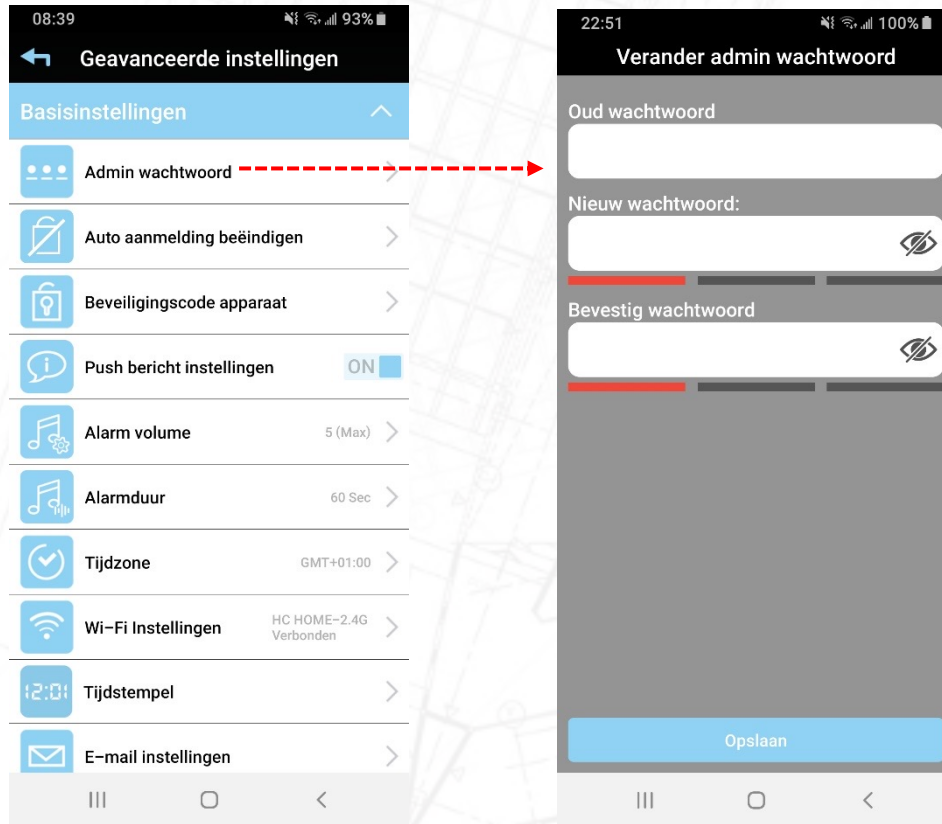 08:39 93%
Geavanceerde instellingen
Basisinstellingen
Admin wachtwoord
Auto aanmelding beëindigen
Beveiligingscode apparaat
Push bericht instellingen ON
Alarm volume 5 (Max)
Alarmduur 60 Sec
Tijdzone GMT+01:00
Wi-Fi Instellingen HC HOME-2.4G
Verbonden
12:01 Tijdstempel
E-mail instellingen
22:51 100%
Verander admin wachtwoord
Oud wachtwoord
Nieuw wachtwoord:
Bevestig wachtwoord
Opslaan